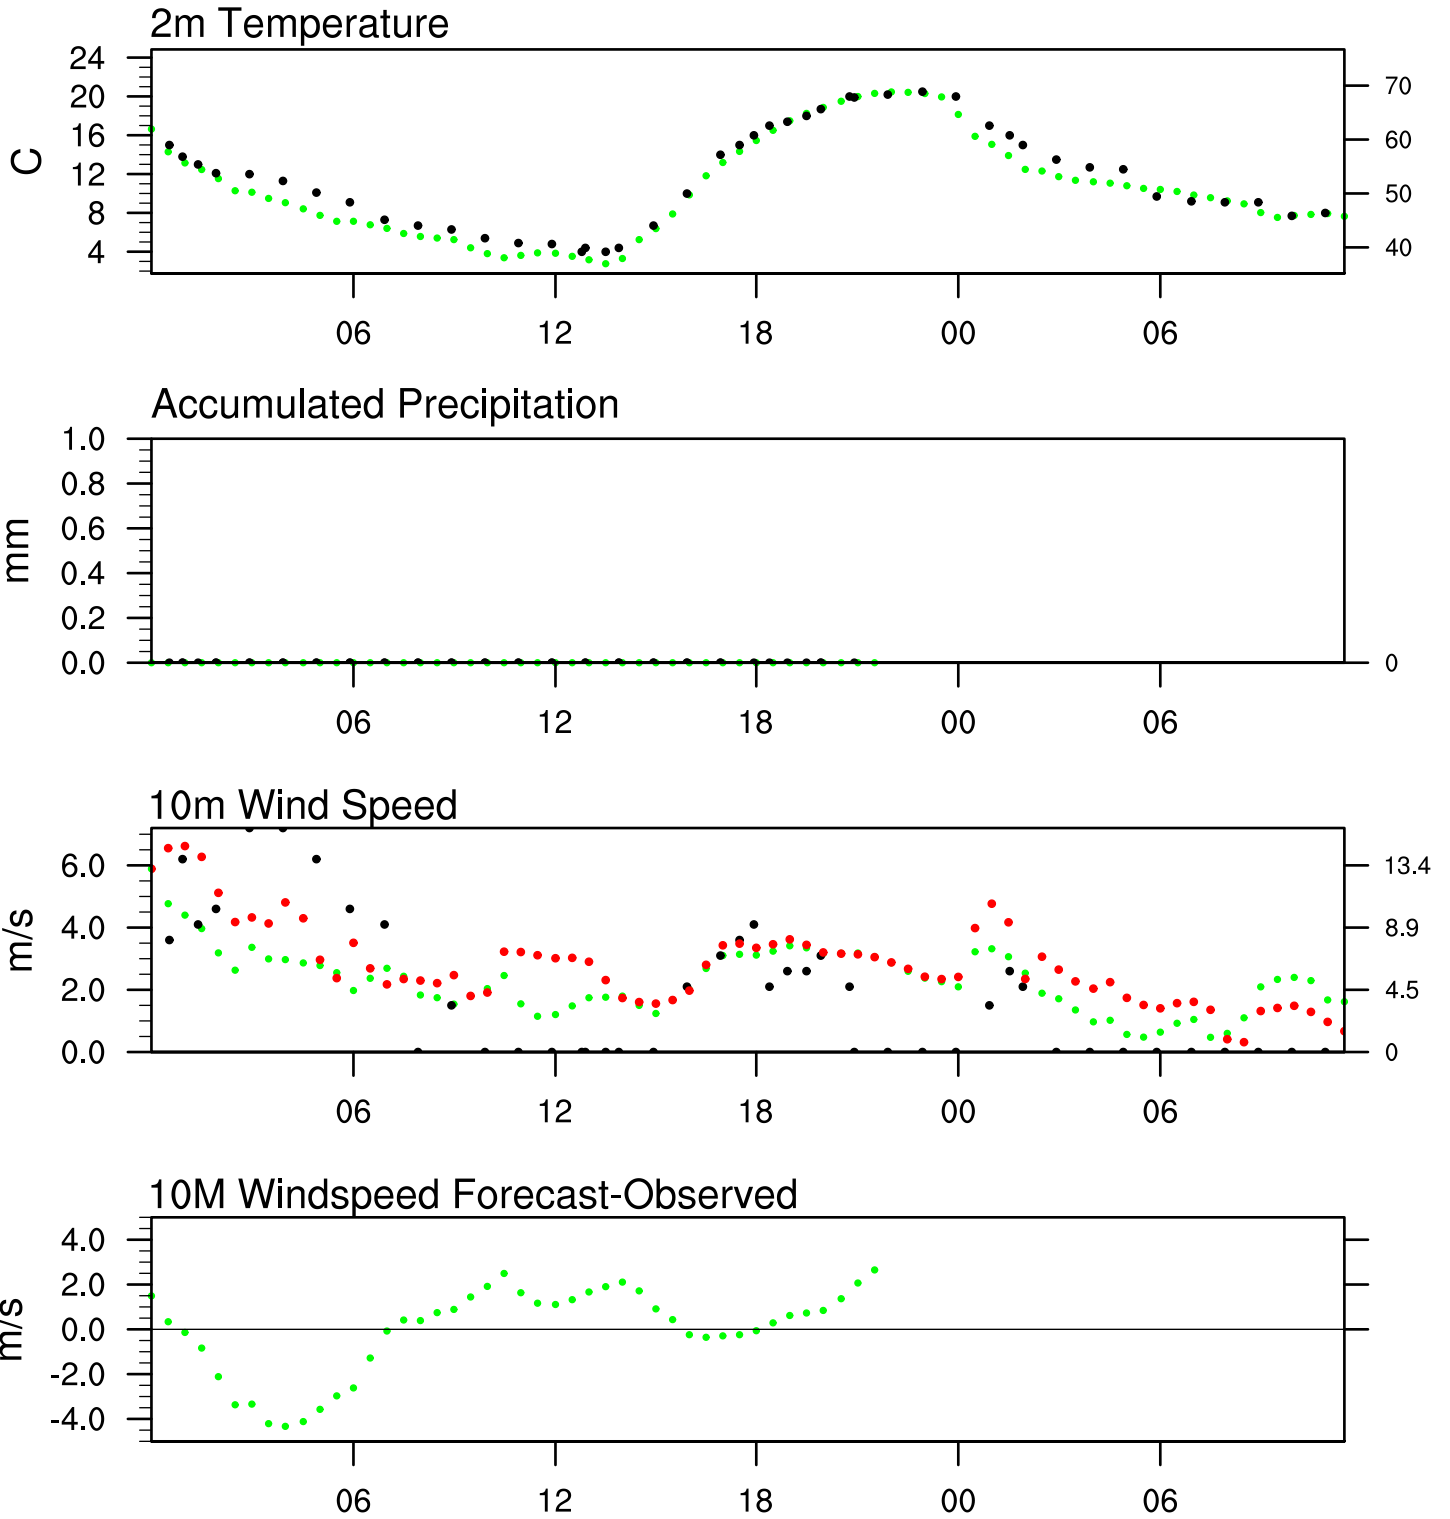 2m Temperature
24
20
16
12
8
4
C
70
60
50
40
06 12 18 00 06
Accumulated Precipitation
1.0
0.8
0.6
0.4
0.2
0.0
mm
0
06 12 18 00 06
10m Wind Speed
6.0
4.0
2.0
0.0
m/s
13.4
8.9
4.5
0
06 12 18 00 06
10M Windspeed Forecast-Observed
4.0
2.0
0.0
-2.0
-4.0
m/s
06 12 18 00 06